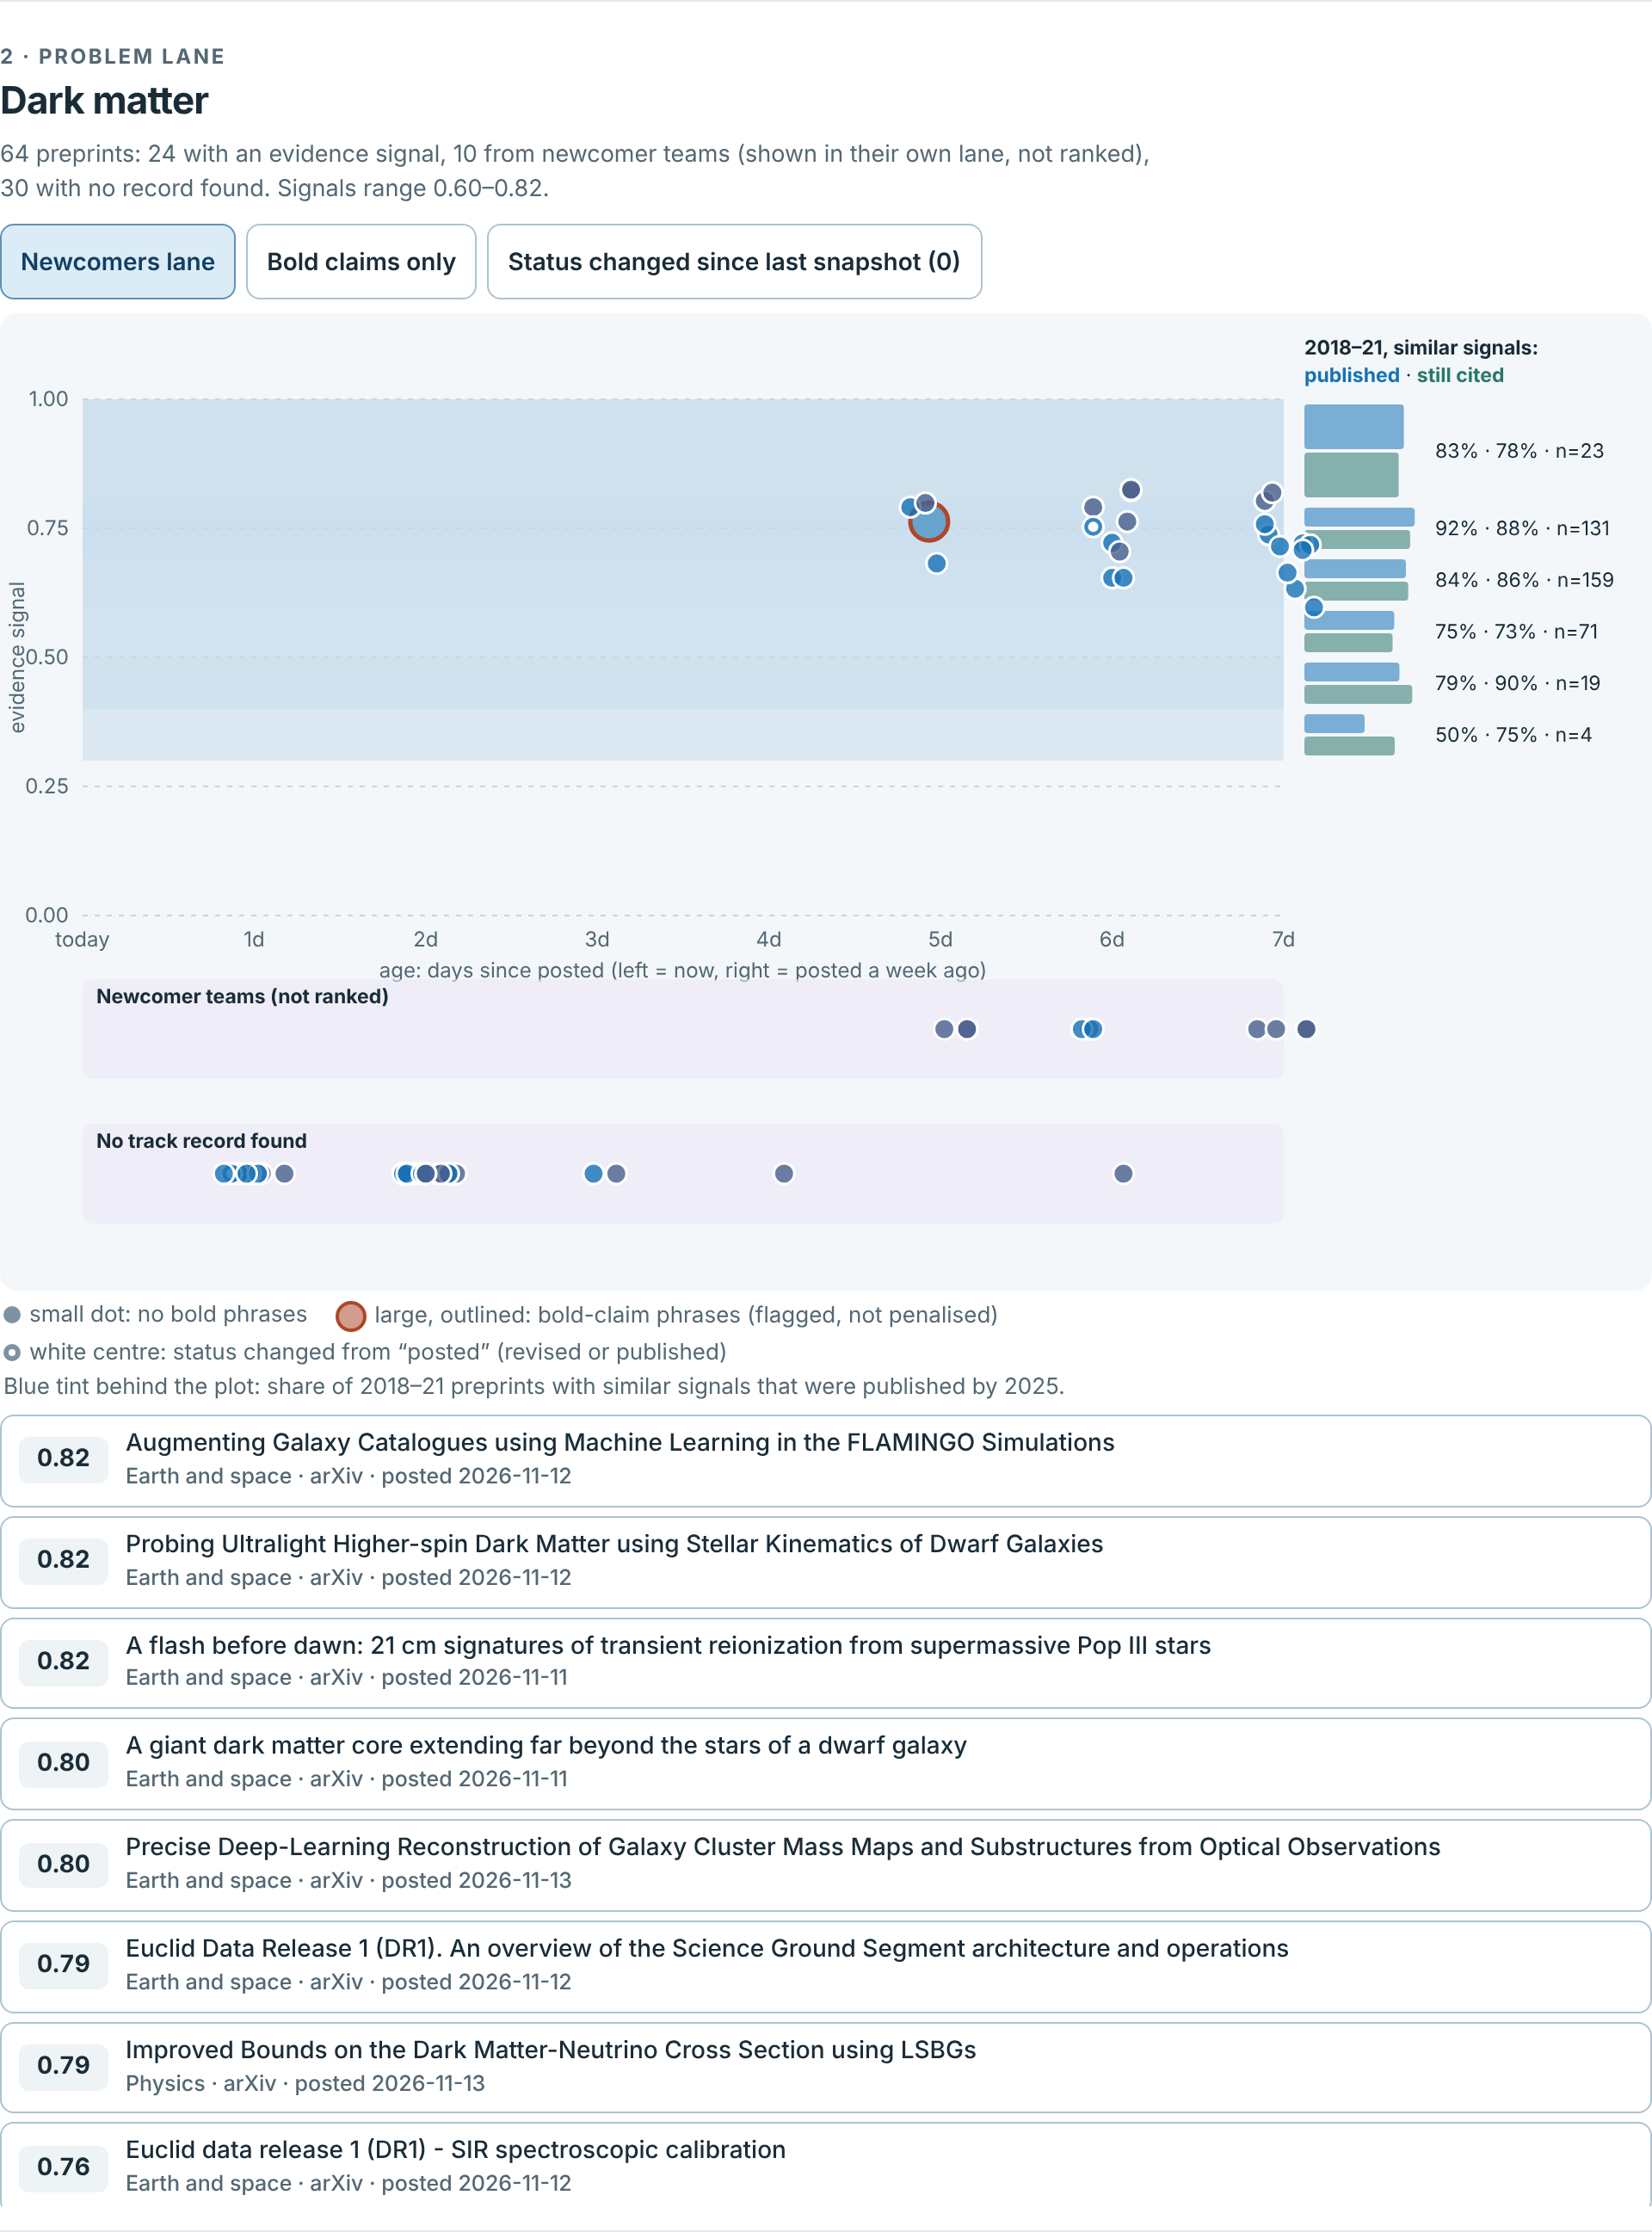 2 · PROBLEM LANE
Dark matter
64 preprints: 24 with an evidence signal, 10 from newcomer teams (shown in their own lane, not ranked),
30 with no record found. Signals range 0.60–0.82.
Newcomers lane
Bold claims only
Status changed since last snapshot (0)
2018–21, similar signals:
published · still cited
1.00
83% · 78% · n=23
0.75
92% · 88% · n=131
84% · 86% · n=159
evidence signal
75% · 73% · n=71
0.50
79% · 90% · n=19
50% · 75% · n=4
0.25
0.00
today 1d 2d 3d 4d 5d 6d 7d
age: days since posted (left = now, right = posted a week ago)
Newcomer teams (not ranked)
No track record found
small dot: no bold phrases
large, outlined: bold-claim phrases (flagged, not penalised)
white centre: status changed from “posted” (revised or published)
Blue tint behind the plot: share of 2018–21 preprints with similar signals that were published by 2025.
0.82
Augmenting Galaxy Catalogues using Machine Learning in the FLAMINGO Simulations
Earth and space · arXiv · posted 2026-11-12
0.82
Probing Ultralight Higher-spin Dark Matter using Stellar Kinematics of Dwarf Galaxies
Earth and space · arXiv · posted 2026-11-12
0.82
A flash before dawn: 21 cm signatures of transient reionization from supermassive Pop III stars
Earth and space · arXiv · posted 2026-11-11
0.80
A giant dark matter core extending far beyond the stars of a dwarf galaxy
Earth and space · arXiv · posted 2026-11-11
0.80
Precise Deep-Learning Reconstruction of Galaxy Cluster Mass Maps and Substructures from Optical Observations
Earth and space · arXiv · posted 2026-11-13
0.79
Euclid Data Release 1 (DR1). An overview of the Science Ground Segment architecture and operations
Earth and space · arXiv · posted 2026-11-12
0.79
Improved Bounds on the Dark Matter-Neutrino Cross Section using LSBGs
Physics · arXiv · posted 2026-11-13
0.76
Euclid data release 1 (DR1) - SIR spectroscopic calibration
Earth and space · arXiv · posted 2026-11-12